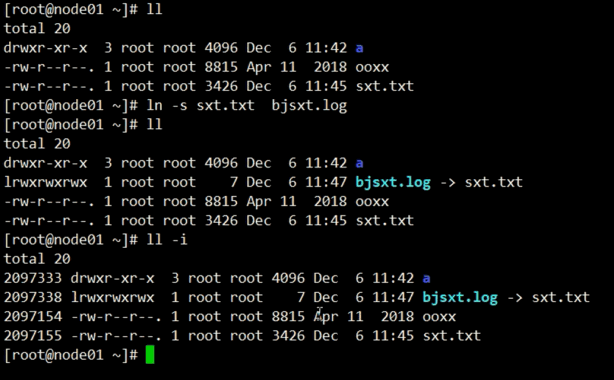 [root@node01 ~]# ll
total 20
drwxr-xr-x  3 root root 4096 Dec  6 11:42 a
-rw-r--r--. 1 root root 8815 Apr 11  2018 ooxx
-rw-r--r--. 1 root root 3426 Dec  6 11:45 sxt.txt
[root@node01 ~]# ln -s sxt.txt  bjsxt.log
[root@node01 ~]# ll
total 20
drwxr-xr-x  3 root root 4096 Dec  6 11:42 a
lrwxrwxrwx  1 root root    7 Dec  6 11:47 bjsxt.log -> sxt.txt
-rw-r--r--. 1 root root 8815 Apr 11  2018 ooxx
-rw-r--r--. 1 root root 3426 Dec  6 11:45 sxt.txt
[root@node01 ~]# ll -i
total 20
2097333 drwxr-xr-x  3 root root 4096 Dec  6 11:42 a
2097338 lrwxrwxrwx  1 root root    7 Dec  6 11:47 bjsxt.log -> sxt.txt
2097154 -rw-r--r--. 1 root root 8815 Apr 11  2018 ooxx
2097155 -rw-r--r--. 1 root root 3426 Dec  6 11:45 sxt.txt
[root@node01 ~]#